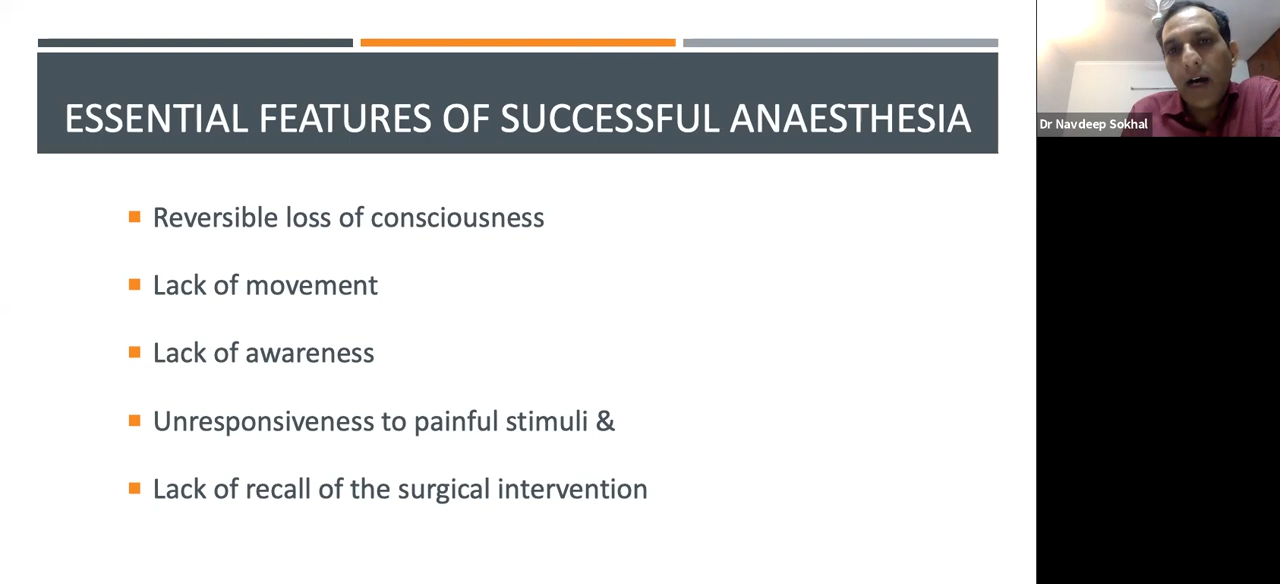 ESSENTIAL FEATURES OF SUCCESSFUL ANAESTHESIA
Reversible loss of consciousness
Lack of movement
Lack of awareness
Unresponsiveness to painful stimuli &
Lack of recall of the surgical intervention
Dr Navdeep Sokhal